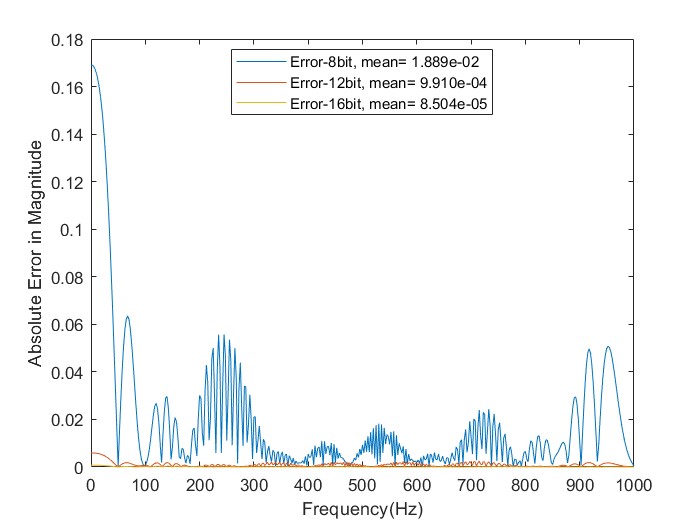 0.18
0.16
0.14
0.12
0.1
0.08
0.06
0.04
0.02
0
Absolute Error in Magnitude
Error-8bit, mean= 1.889e-02
Error-12bit, mean= 9.910e-04
Error-16bit, mean= 8.504e-05
0 100 200 300 400 500 600 700 800 900 1000
Frequency(Hz)